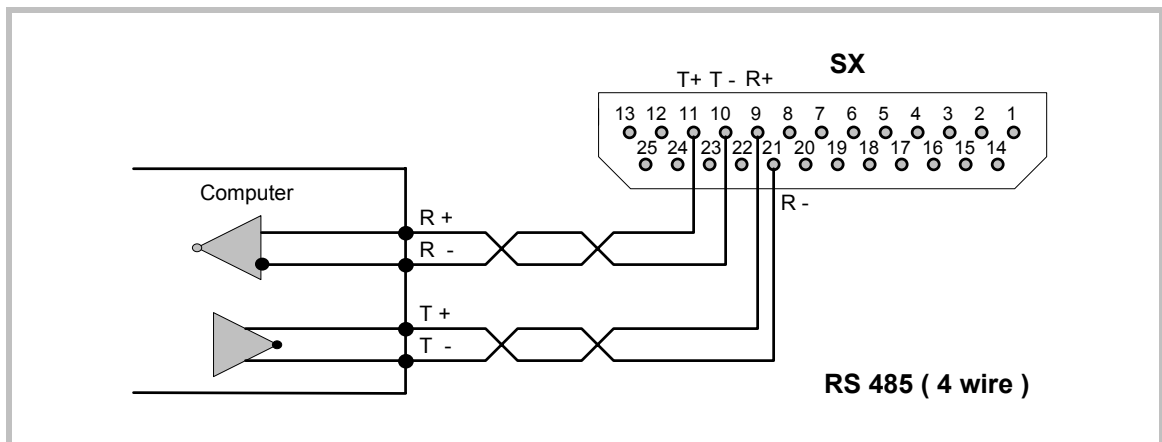 SX
T+ T - R+
13 12 11 10 9 8 7 6 5 4 3 2 1
25 24 23 22 21 20 19 18 17 16 15 14
R -
Computer
R +
R -
T +
T -
RS 485 ( 4 wire )